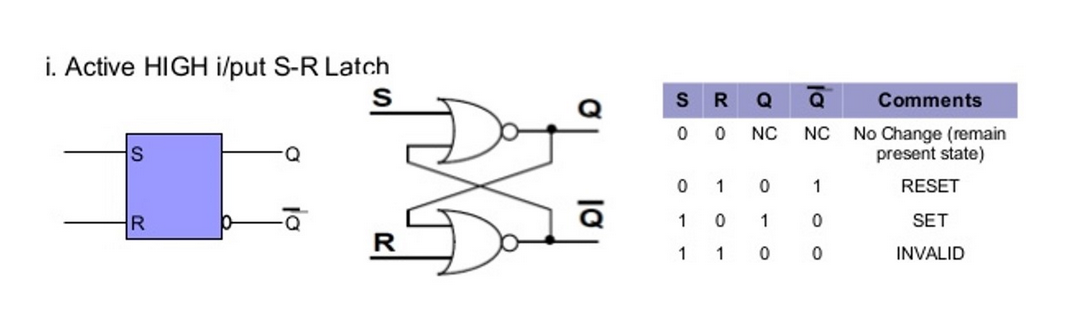 i. Active HIGH i/put S-R Latch
S
R
Q
Q̅
S
R
Q
Q̅
S R Q Q̅ Comments
0 0 NC NC No Change (remain
present state)
0 1 0 1 RESET
1 0 1 0 SET
1 1 0 0 INVALID